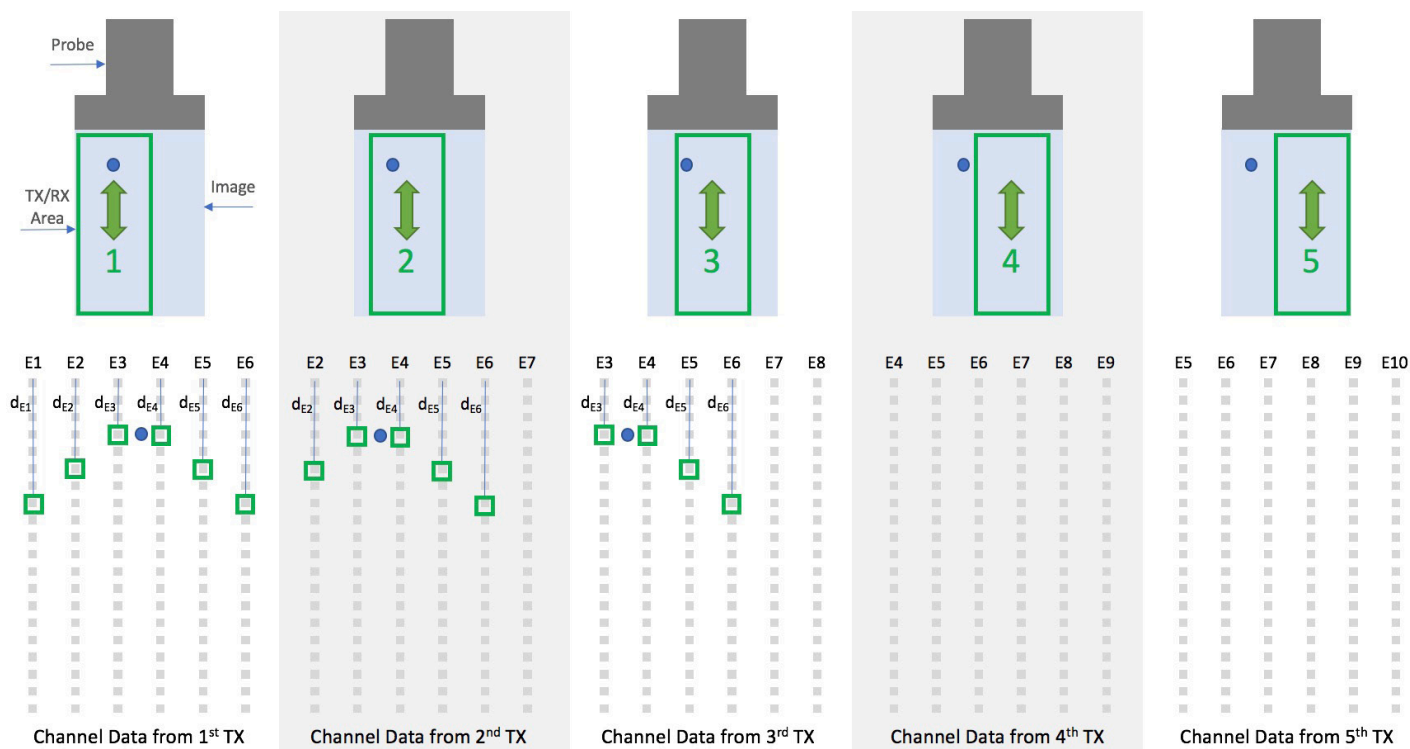 Probe
TX/RX
Area
Image
1
2
3
4
5
E1 E2 E3 E4 E5 E6
dE1 dE2 dE3 dE4 dE5 dE6
E2 E3 E4 E5 E6 E7
dE2 dE3 dE4 dE5 dE6
E3 E4 E5 E6 E7 E8
dE3 dE4 dE5 dE6
E4 E5 E6 E7 E8 E9
E5 E6 E7 E8 E9 E10
Channel Data from 1st TX
Channel Data from 2nd TX
Channel Data from 3rd TX
Channel Data from 4th TX
Channel Data from 5th TX